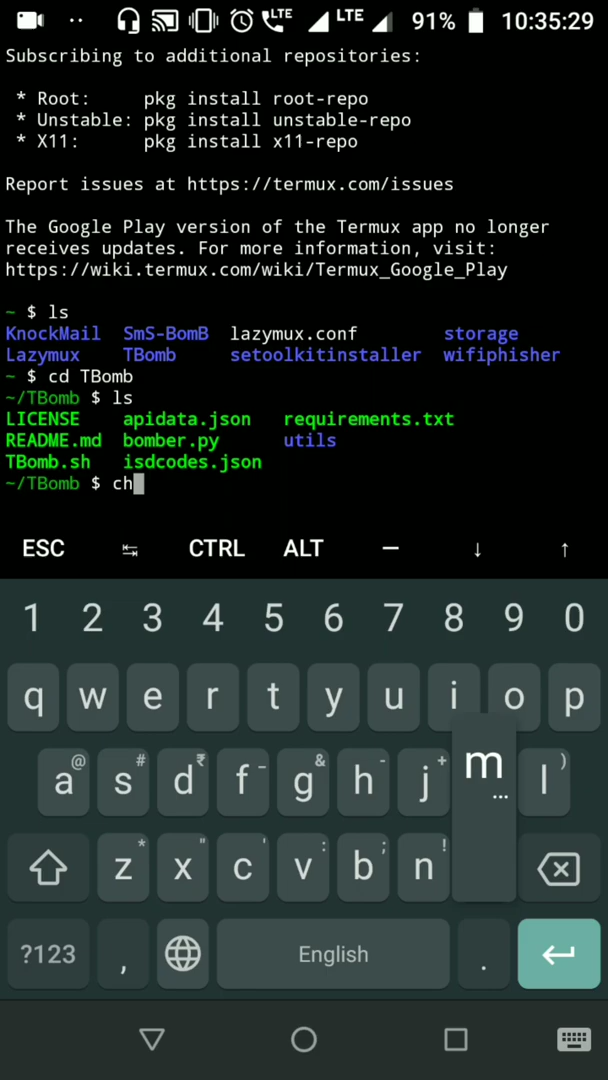 LTE LTE 91% 10:35:29
Subscribing to additional repositories:
* Root: pkg install root-repo
* Unstable: pkg install unstable-repo
* X11: pkg install x11-repo
Report issues at https://termux.com/issues
The Google Play version of the Termux app no longer
receives updates. For more information, visit:
https://wiki.termux.com/wiki/Termux_Google_Play
~ $ ls
KnockMail SmS-BomB lazymux.conf storage
Lazymux TBomb setoolkitinstaller wifiphisher
~ $ cd TBomb
~/TBomb $ ls
LICENSE apidata.json requirements.txt
README.md bomber.py utils
TBomb.sh isdcodes.json
~/TBomb $ ch
ESC ↹ CTRL ALT — ↓ ↑
1 2 3 4 5 6 7 8 9 0
q w e r t y u i o p
@ # ₹ _ & - + )
a s d f g h j m l
... 
* " ' : ; !
z x c v b n
?123 , English .